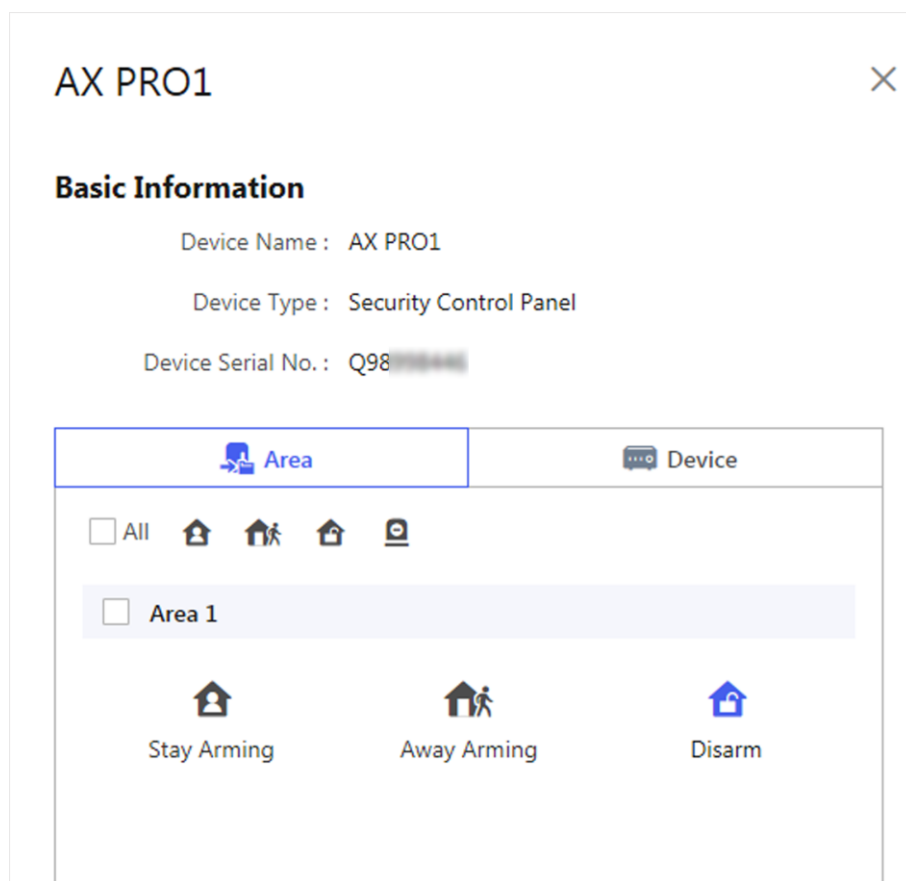 AX PRO1
Basic Information
Device Name : AX PRO1
Device Type : Security Control Panel
Device Serial No. : Q98
Area Device
All
Area 1
Stay Arming Away Arming Disarm